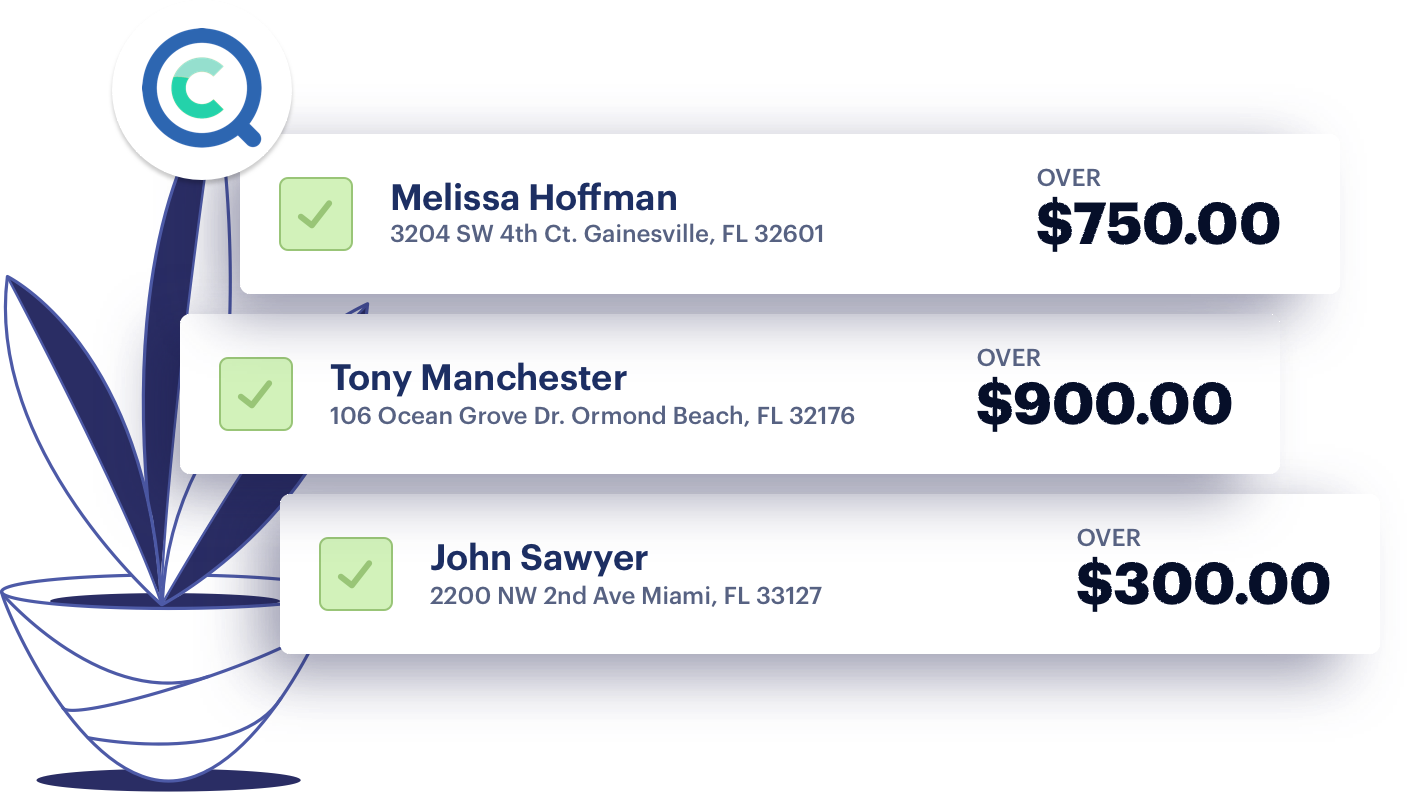 Melissa Hoffman
3204 SW 4th Ct. Gainesville, FL 32601
OVER
$750.00
Tony Manchester
106 Ocean Grove Dr. Ormond Beach, FL 32176
OVER
$900.00
John Sawyer
2200 NW 2nd Ave Miami, FL 33127
OVER
$300.00